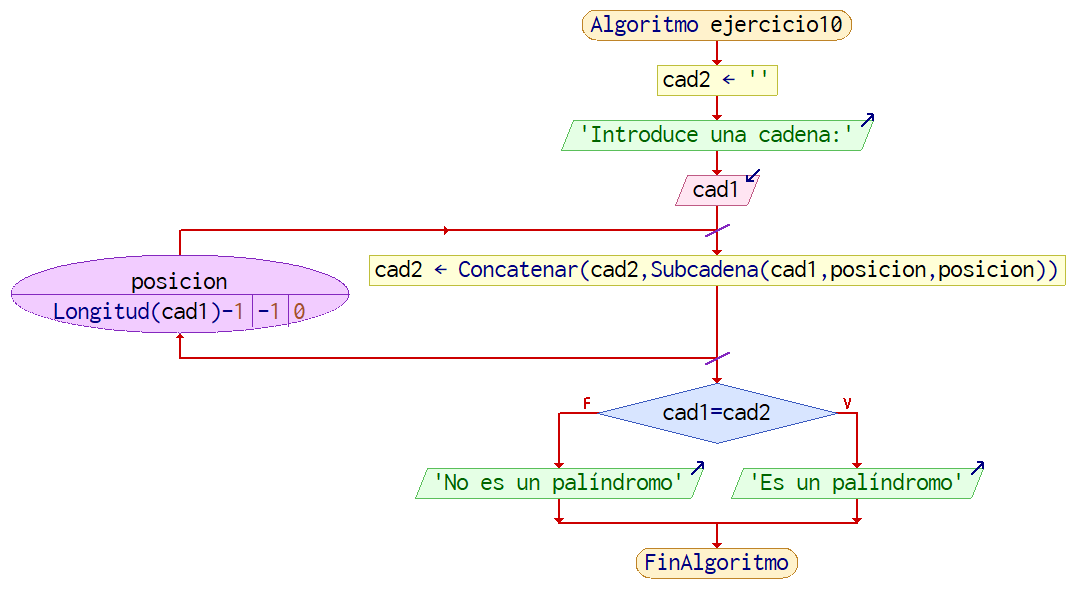 Algoritmo ejercicio10
cad2 ← ''
'Introduce una cadena:'
cad1
posicion
Longitud(cad1)-1 -1 0
cad2 ← Concatenar(cad2,Subcadena(cad1,posicion,posicion))
cad1=cad2
F
V
'No es un palíndromo'
'Es un palíndromo'
FinAlgoritmo